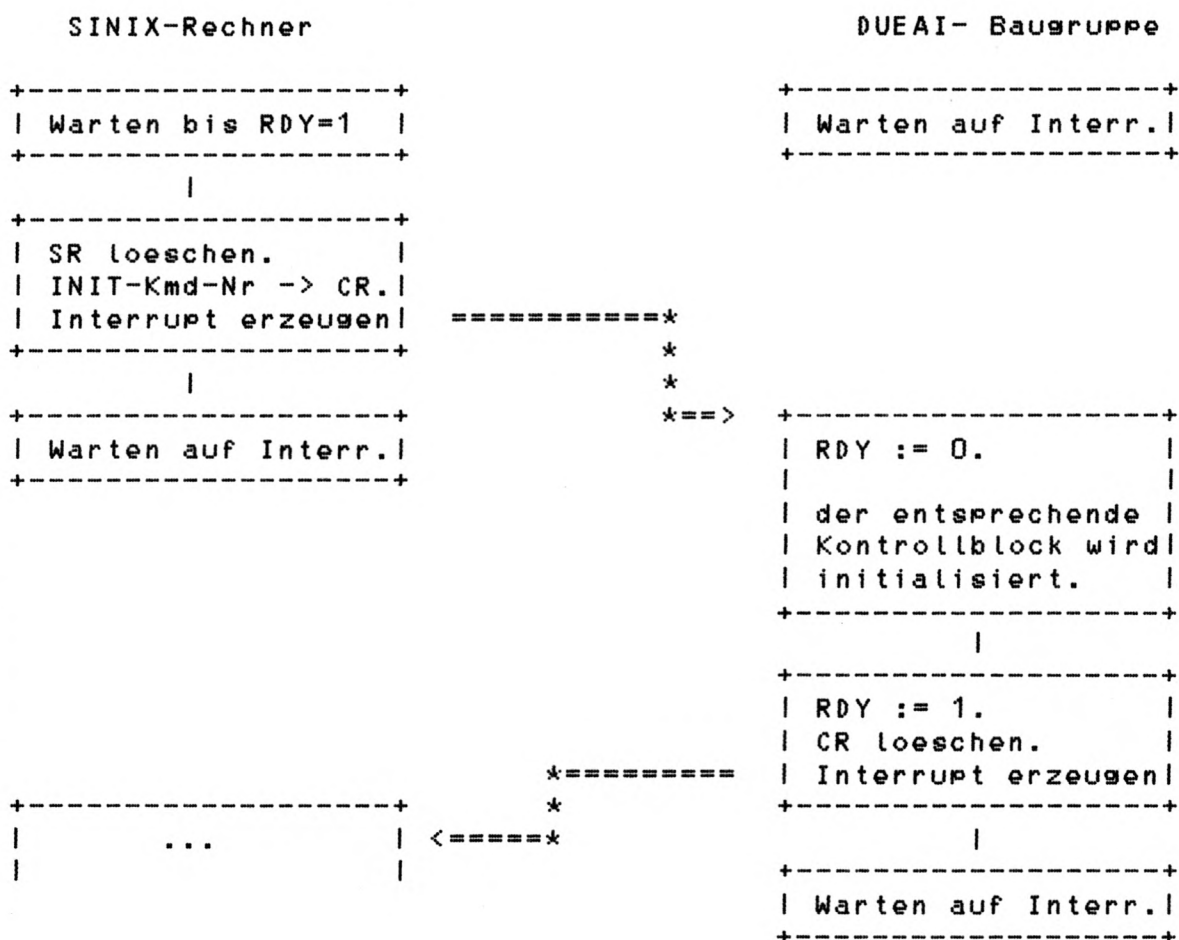 SINIX-Rechner
DUEAI- Baugruppe
Warten bis RDY=1
Warten auf Interr.
SR loeschen.
INIT-Kmd-Nr -> CR.
Interrupt erzeugen
Warten auf Interr.
RDY := 0.
der entsprechende
Kontrollblock wird
initialisiert.
RDY := 1.
CR loeschen.
Interrupt erzeugen
...
Warten auf Interr.